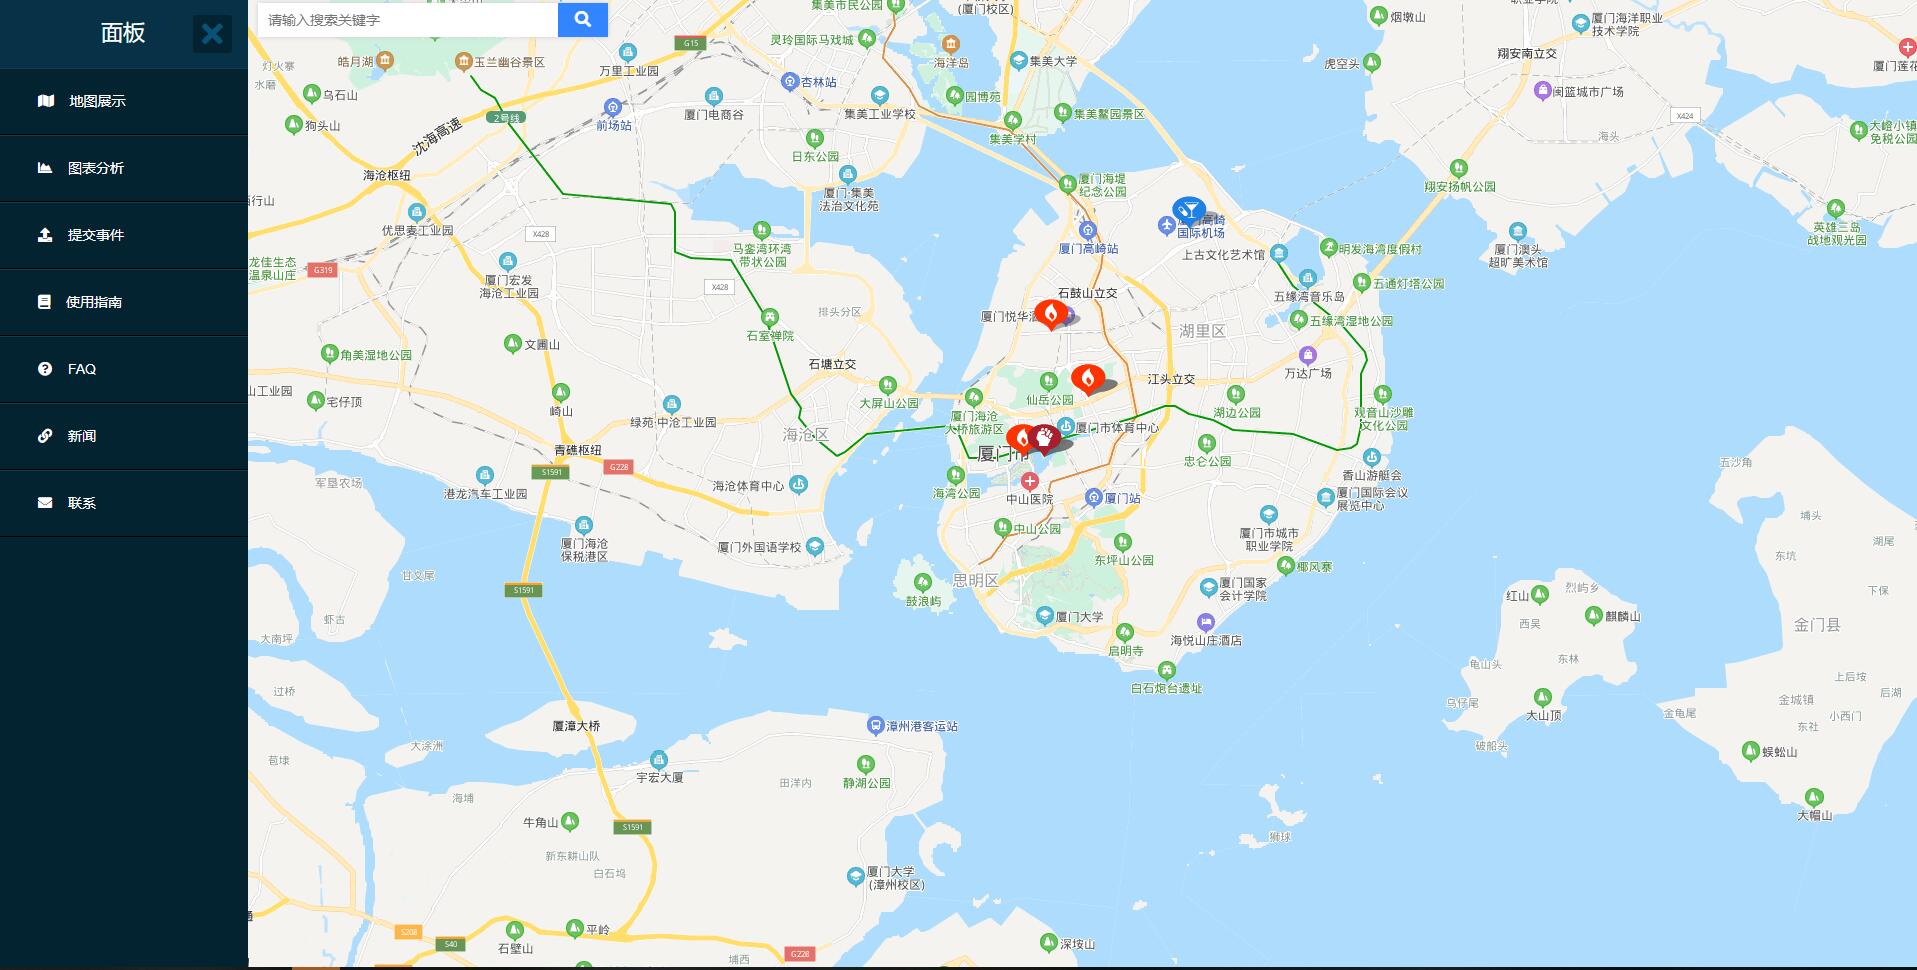 面板
地图展示
图表分析
提交事件
使用指南
FAQ
新闻
联系
请输入搜索关键字
集美市民公园
(厦门校区)
烟墩山
厦门海洋职业
技术学院
灵玲国际马戏城
G15
海洋岛
集美大学
虎空头
翔安南立交
厦门莲花
灯火寨
皓月湖
玉兰幽谷景区
万里工业园
杏林站
水磨
乌石山
厦门电商谷
集美工业学校
园博苑
集美鳌园景区
闽篮城市广场
X424
狗头山
沈海高速
2号线
前场站
集美学村
海头
大嶝小镇
免税公园
日东公园
海沧枢纽
厦门·集美
法治文化苑
厦门海堤
纪念公园
翔安扬帆公园
行山
优思麦工业园
X428
马銮湾环湾
带状公园
厦门高崎站
厦门高崎
国际机场
上古文化艺术馆
明发海湾度假村
厦门澳头
超旷美术馆
英雄三岛
战地观光园
龙佳生态
温泉山庄
G319
厦门宏发
海沧工业园
X428
石鼓山立交
五缘湾音乐岛
五通灯塔公园
排头分区
石室禅院
厦门悦华酒
湖里区
五缘湾湿地公园
角美湿地公园
文圃山
石塘立交
万达广场
山工业园
宅仔顶
崎山
绿苑·中沧工业园
大屏山公园
仙岳公园
江头立交
湖边公园
观音山沙雕
文化公园
厦门海沧
大桥旅游区
海沧区
厦门市体育中心
青礁枢纽
厦门市
忠仑公园
S1591
G228
香山游艇会
军垦农场
港龙汽车工业园
海沧体育中心
海湾公园
中山医院
厦门站
厦门国际会议
展览中心
五沙角
厦门海沧
保税港区
厦门外国语学校
中山公园
厦门市城市
职业学院
埔头
湖尾
东坑
甘文尾
S1591
东坪山公园
椰风寨
思明区
鼓浪屿
厦门国家
会计学院
红山
烈屿乡
下保
虾古
厦门大学
西吴
麒麟山
金门县
大南坪
启明寺
海悦山庄酒店
龟山头
东林
上后垵
过桥
白石炮台遗址
乌仔尾
大山顶
金龟尾
金城镇
后湖
小西门
东社
厦漳大桥
漳州港客运站
大涂洲
破船头
蜈蚣山
苞埭
宇宏大厦
静湖公园
田洋内
海埔
大帽山
牛角山
S1591
狮球
新东耕山队
白石坞
厦门大学
(漳州校区)
S208
S40
石壁山
平岭
埔西
G228
深垵山